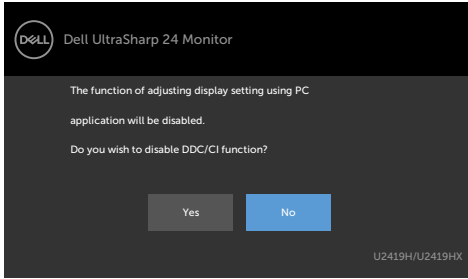 DELL Dell UltraSharp 24 Monitor
The function of adjusting display setting using PC
application will be disabled.
Do you wish to disable DDC/CI function?
Yes No
U2419H/U2419HX